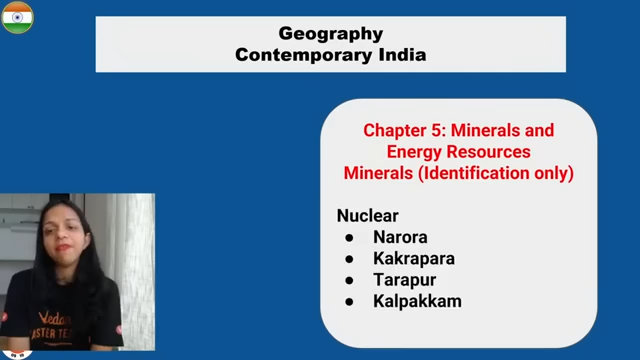 Geography
Contemporary India
Chapter 5: Minerals and
Energy Resources
Minerals (Identification only)
Nuclear
● Narora
● Kakrapara
● Tarapur
● Kalpakkam